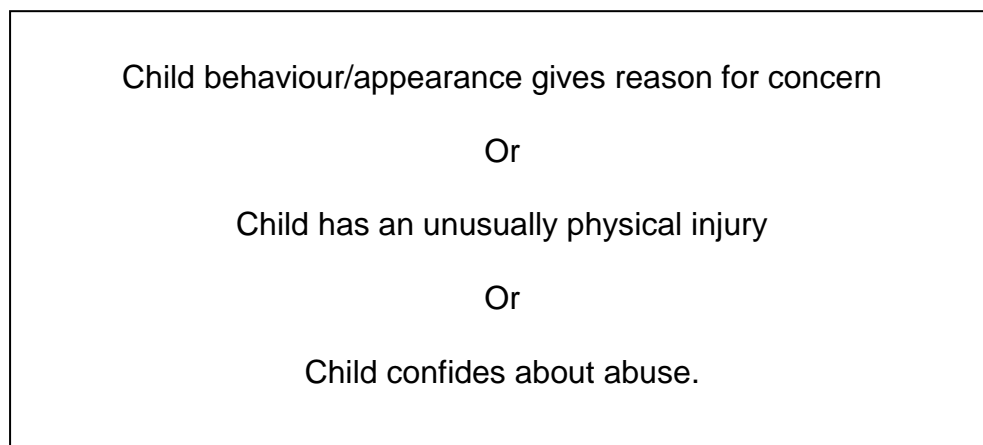 Child behaviour/appearance gives reason for concern
Or
Child has an unusually physical injury
Or
Child confides about abuse.